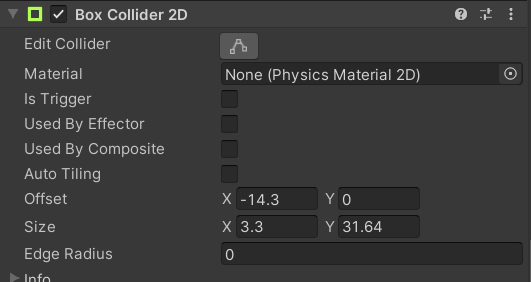 Box Collider 2D
Edit Collider
Material None (Physics Material 2D)
Is Trigger
Used By Effector
Used By Composite
Auto Tiling
Offset X -14.3 Y 0
Size X 3.3 Y 31.64
Edge Radius 0
Info